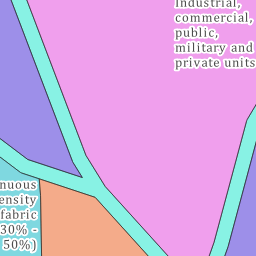 Industrial,
commercial,
public,
military and
private units
nuous
ensity
fabric
30% -
50%)